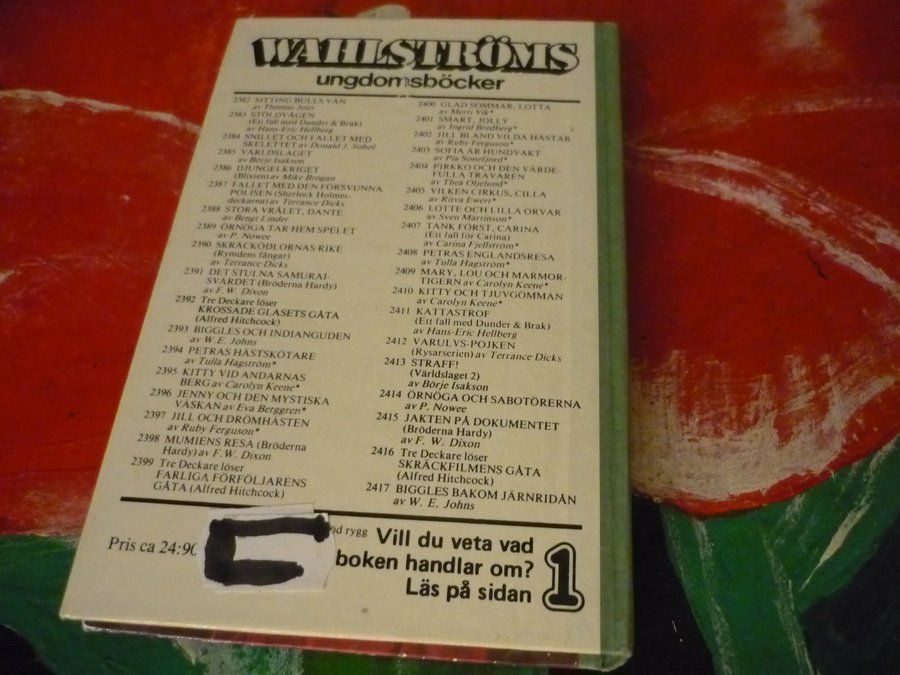 WAHLSTRÖMS
ungdomsböcker
2382 SITTING BULLS VÄN
av Thomas Jeier
2383 STÖLDVÅGEN
(Ett fall med Dunder & Brak)
av Hans-Eric Hellberg
2384 SNILLET OCH FALLET MED
SKELETTET av Donald J. Sobol
2385 VÄRLDSLAGET
av Börje Isakson
2386 DJUNGELKRIGET
(Blixten) av Mike Brogan
2387 FALLET MED DEN FÖRSVUNNA
POLISEN (Sherlock Holmes-
deckarna) av Terrance Dicks
2388 STORA VRÅLET, DANTE
av Bengt Linder
2389 ÖRNÖGA TAR HEM SPELET
av P. Nowee
2390 SKRÄCKÖDLORNAS RIKE
(Rymdens fångar)
av Terrance Dicks
2391 DET STULNA SAMURAJ-
SVÄRDET (Bröderna Hardy)
av F. W. Dixon
2392 Tre Deckare löser
KROSSADE GLASETS GÅTA
(Alfred Hitchcock)
2393 BIGGLES OCH INDIANGUDEN
av W. E. Johns
2394 PETRAS HÄSTSKÖTARE
av Tulla Hagström*
2395 KITTY VID ANDARNAS
BERG av Carolyn Keene*
2396 JENNY OCH DEN MYSTISKA
VÄSKAN av Eva Berggren*
2397 JILL OCH DRÖMHÄSTEN
av Ruby Ferguson*
2398 MUMIENS RESA (Bröderna
Hardy) av F. W. Dixon
2399 Tre Deckare löser
FARLIGA FÖRFÖLJARENS
GÅTA (Alfred Hitchcock)
2400 GLAD SOMMAR, LOTTA
av Merri Vik*
2401 SMART, JOLLY
av Ingrid Bredberg*
2402 JILL BLAND VILDA HÄSTAR
av Ruby Ferguson*
2403 SOFIA ÄR HUNDVAKT
av Pia Sonefjord*
2404 PIRKKO OCH DEN VÄRDE-
FULLA TRAVAREN
av Thea Oljelund*
2405 VILKEN CIRKUS, CILLA
av Ritva Ewert*
2406 LOTTE OCH LILLA ORVAR
av Sven Martinson*
2407 TÄNK FÖRST, CARINA
(Ett fall för Carina)
av Carina Fjellström*
2408 PETRAS ENGLANDSRESA
av Tulla Hagström*
2409 MARY, LOU OCH MARMOR-
TIGERN av Carolyn Keene*
2410 KITTY OCH TJUVGÖMMAN
av Carolyn Keene*
2411 KATTASTROF
(Ett fall med Dunder & Brak)
av Hans-Eric Hellberg
2412 VARULVS-POJKEN
(Rysarserien) av Terrance Dicks
2413 STRAFF!
(Världslaget 2)
av Börje Isakson
2414 ÖRNÖGA OCH SABOTÖRERNA
av P. Nowee
2415 JAKTEN PÅ DOKUMENTET
(Bröderna Hardy)
av F. W. Dixon
2416 Tre Deckare löser
SKRÄCKFILMENS GÅTA
(Alfred Hitchcock)
2417 BIGGLES BAKOM JÄRNRIDÅN
av W. E. Johns
Pris ca 24:90
rygg
Vill du veta vad
boken handlar om?
Läs på sidan 1